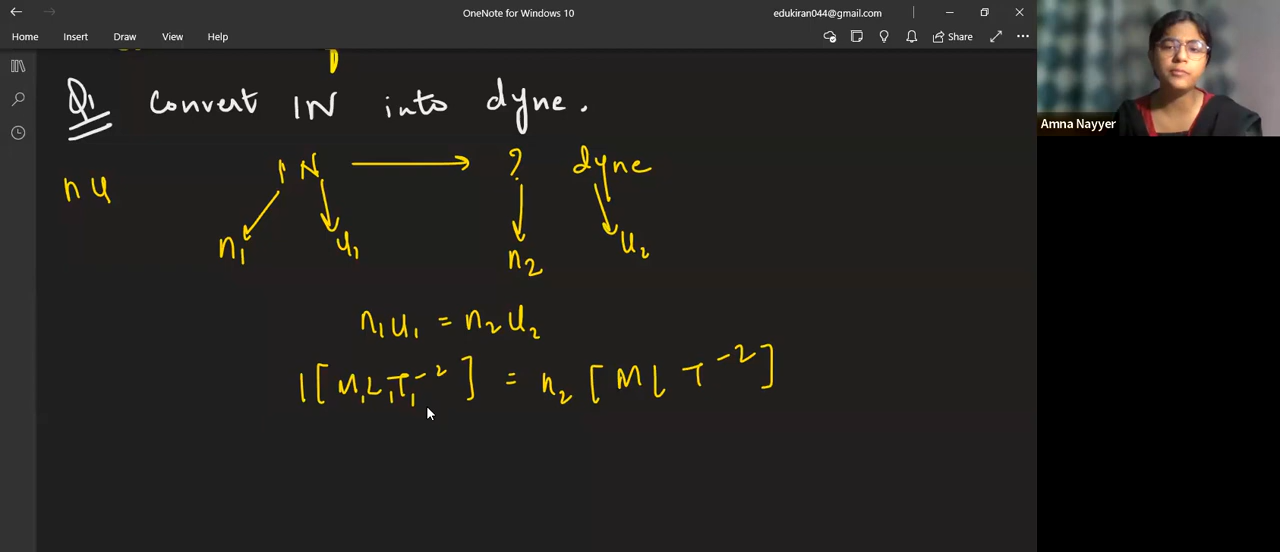 OneNote for Windows 10
edukiran044@gmail.com
Home Insert Draw View Help
Share
Amna Nayyer
Q1 Convert 1N into dyne.
1 N ⟶ ? dyne
n u
n₁ u₁ n₂ u₂
n₁u₁ = n₂u₂
1[M₁L₁T₁⁻²] = n₂[M L T⁻²]